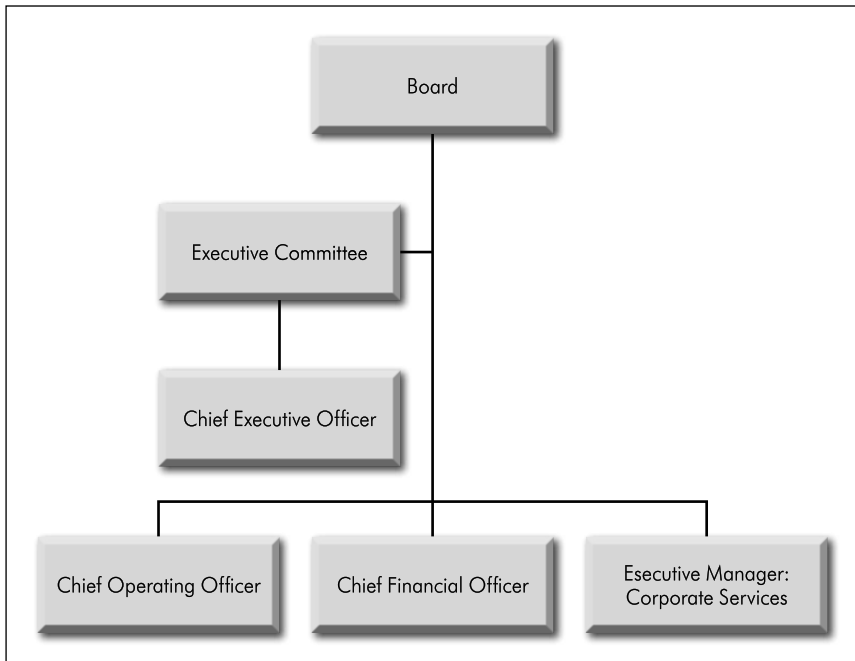 Board
Executive Committee
Chief Executive Officer
Chief Operating Officer
Chief Financial Officer
Esecutive Manager:
Corporate Services